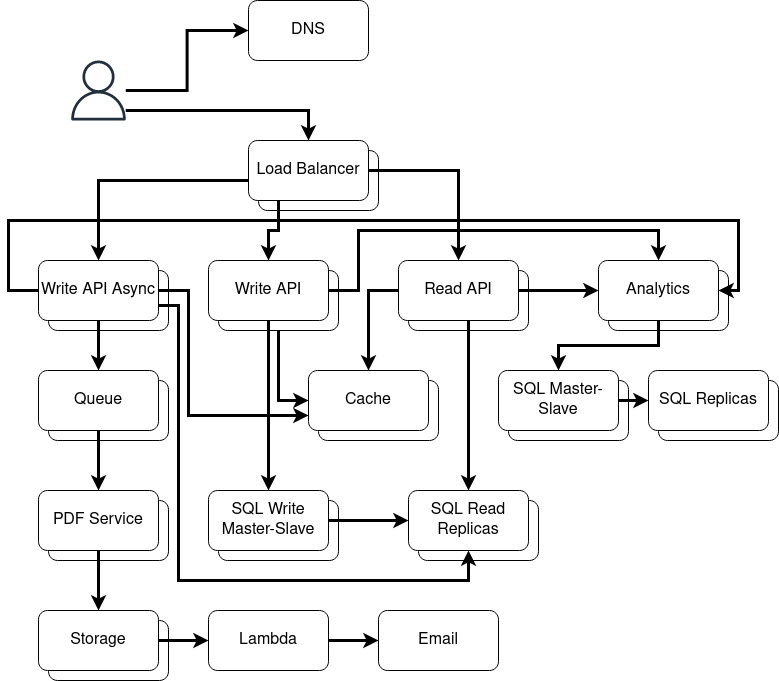 DNS
Load Balancer
Write API Async
Write API
Read API
Analytics
Queue
Cache
SQL Master-
Slave
SQL Replicas
PDF Service
SQL Write
Master-Slave
SQL Read
Replicas
Storage
Lambda
Email